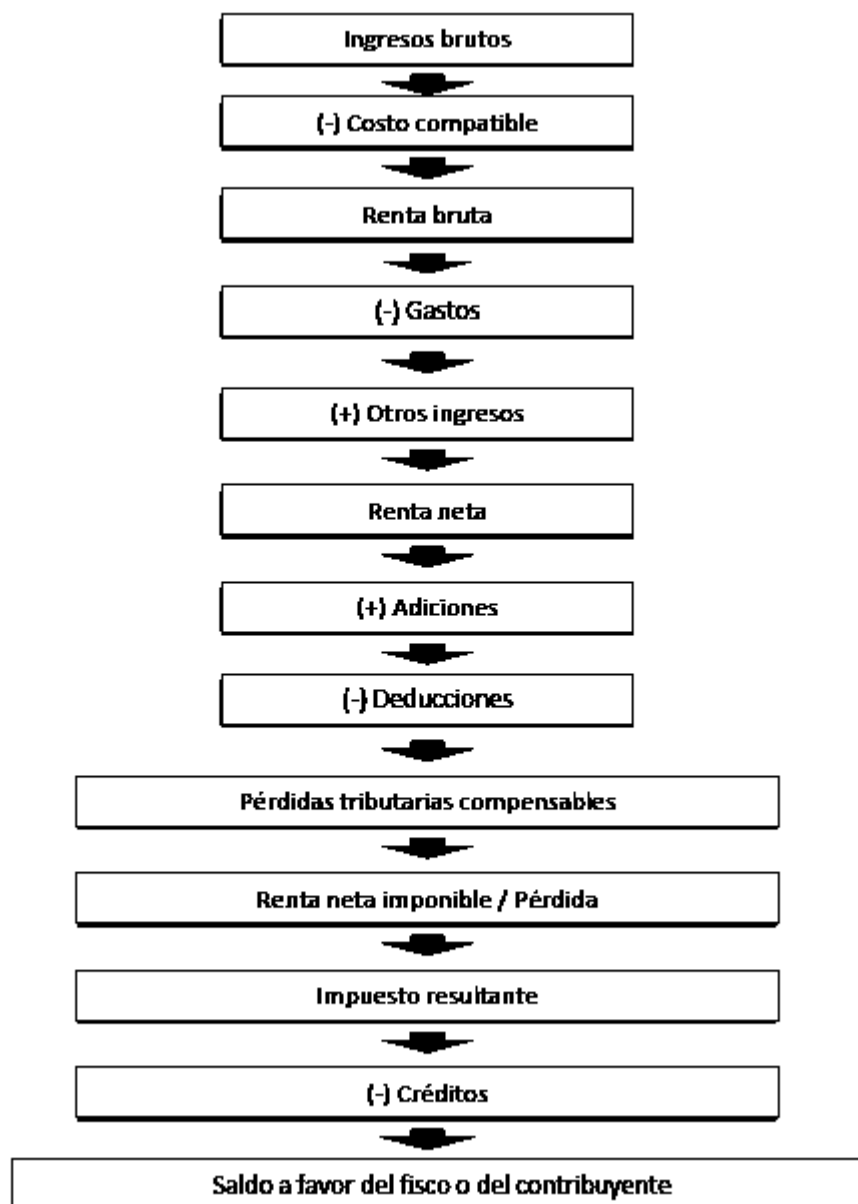 Ingresos brutos
(-) Costo compatible
Renta bruta
(-) Gastos
(+) Otros ingresos
Renta neta
(+) Adiciones
(-) Deducciones
Pérdidas tributarias compensables
Renta neta imponible / Pérdida
Impuesto resultante
(-) Créditos
Saldo a favor del fisco o del contribuyente